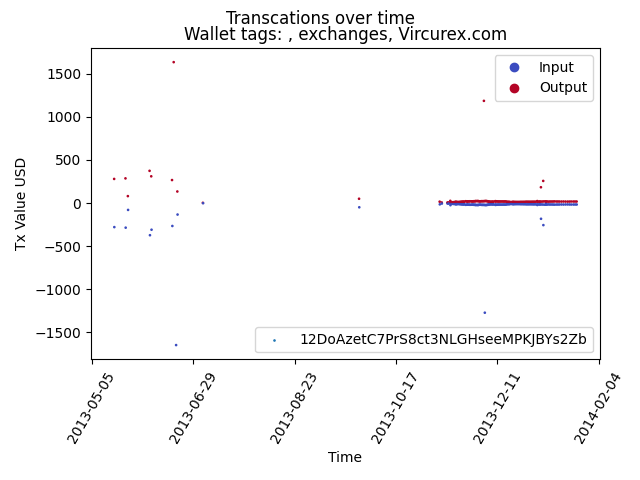 Transcations over time
Wallet tags: , exchanges, Vircurex.com
Tx Value USD
1500
1000
500
0
−500
−1000
−1500
Input
Output
12DoAzetC7PrS8ct3NLGHseeMPKJBYs2Zb
2013-05-05
2013-06-29
2013-08-23
2013-10-17
2013-12-11
2014-02-04
Time